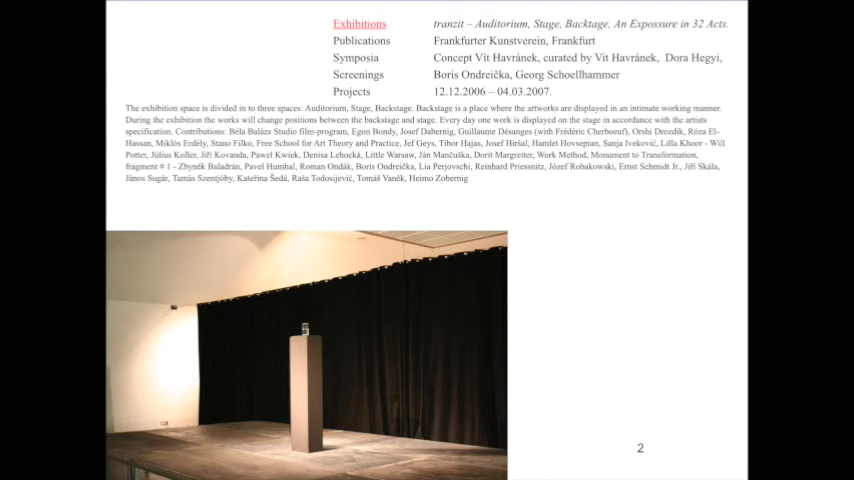 Exhibitions tranzit – Auditorium, Stage, Backtage, An Expossure in 32 Acts.
Publications Frankfurter Kunstverein, Frankfurt
Symposia Concept Vit Havránek, curated by Vit Havránek, Dora Hegyi,
Screenings Boris Ondreička, Georg Schoellhammer
Projects 12.12.2006 – 04.03.2007.
The exhibition space is divided in to three spaces: Auditorium, Stage, Backstage. Backstage is a place where the artworks are displayed in an intimate working manner.
During the exhibition the works will change positions between the backstage and stage. Every day one work is displayed on the stage in accordance with the artists
specification. Contributions: Béla Balázs Studio film-program, Egon Bondy, Josef Dabernig, Guillaume Désanges (with Frédéric Cherboeuf), Orshi Drozdik, Róza El-
Hassan, Miklós Erdély, Stano Filko, Free School for Art Theory and Practice, Jef Geys, Tibor Hajas, Josef Hiršal, Hamlet Hovsepian, Sanja Iveković, Lilla Khoor - Will
Potter, Július Koller, Jiří Kovanda, Pawel Kwiek, Denisa Lehocká, Little Warsaw, Ján Mančuška, Dorit Margreiter, Work Method, Monument to Transformation,
fragment # 1 - Zbyněk Baladrán, Pavel Humhal, Roman Ondák, Boris Ondreička, Lia Perjovschi, Reinhard Priessnitz, Józef Robakowski, Ernst Schmidt Jr., Jiří Skála,
János Sugár, Tamás Szentjóby, Kateřina Šedá, Raša Todosijević, Tomáš Vaněk, Heimo Zobernig
2